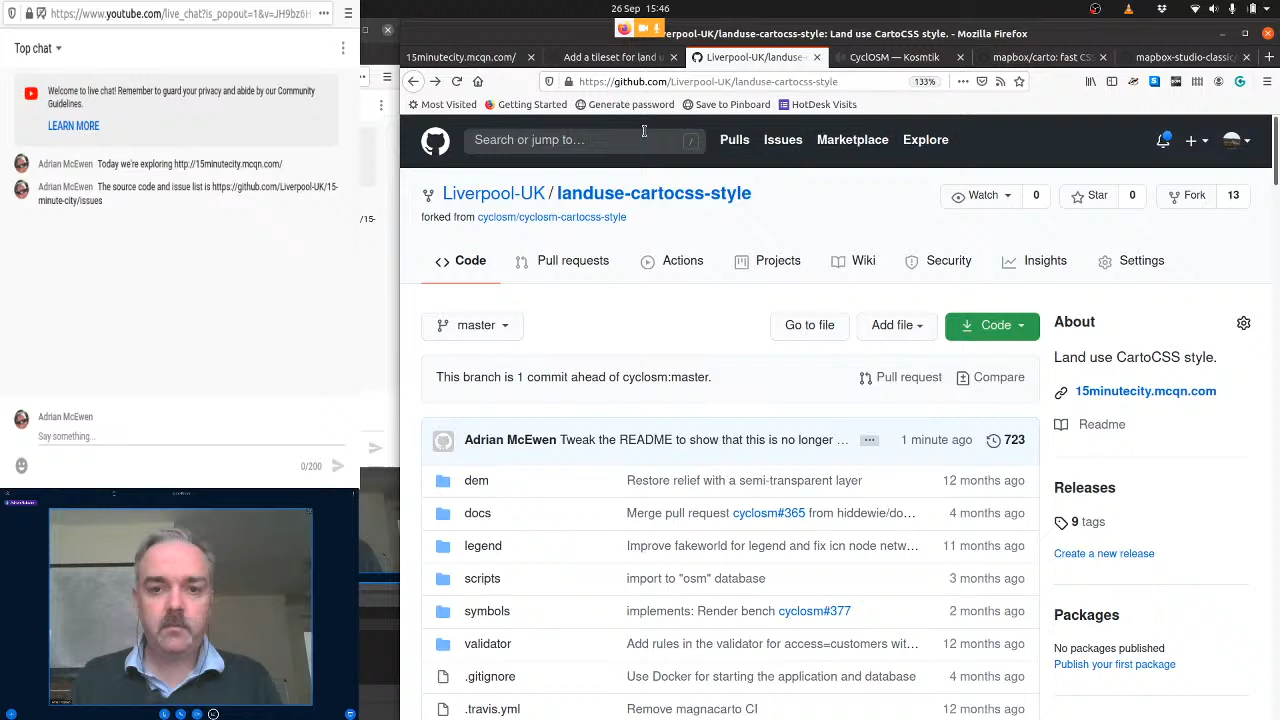 26 Sep 15:46
https://www.youtube.com/live_chat?is_popout=1&v=JH9bz6H
Top chat
Welcome to live chat! Remember to guard your privacy and abide by our Community
Guidelines.
LEARN MORE
Adrian McEwen Today we're exploring http://15minutecity.mcqn.com/
Adrian McEwen The source code and issue list is https://github.com/Liverpool-UK/15-
minute-city/issues
Adrian McEwen
Say something...
0/200
/15-
erpool-UK/landuse-cartocss-style: Land use CartoCSS style. - Mozilla Firefox
15minutecity.mcqn.com/
Add a tileset for land u
Liverpool-UK/landuse-c
CyclOSM — Kosmtik
mapbox/carto: fast CSS
mapbox-studio-classic
https://github.com/Liverpool-UK/landuse-cartocss-style
133%
Most Visited
Getting Started
Generate password
Save to Pinboard
HotDesk Visits
Search or jump to...
/
Pulls
Issues
Marketplace
Explore
Liverpool-UK / landuse-cartocss-style
Watch 0
Star 0
Fork 13
forked from cyclosm/cyclosm-cartocss-style
Code
Pull requests
Actions
Projects
Wiki
Security
Insights
Settings
master
Go to file
Add file
Code
This branch is 1 commit ahead of cyclosm:master.
Pull request
Compare
Adrian McEwen Tweak the README to show that this is no longer ...
1 minute ago
723
dem Restore relief with a semi-transparent layer 12 months ago
docs Merge pull request cyclosm#365 from hiddewie/do... 4 months ago
legend Improve fakeworld for legend and fix icn node netw... 11 months ago
scripts import to "osm" database 3 months ago
symbols implements: Render bench cyclosm#377 2 months ago
validator Add rules in the validator for access=customers wit... 12 months ago
.gitignore Use Docker for starting the application and database 4 months ago
.travis.yml Remove magnacarto CI 12 months ago
About
Land use CartoCSS style.
15minutecity.mcqn.com
Readme
Releases
9 tags
Create a new release
Packages
No packages published
Publish your first package